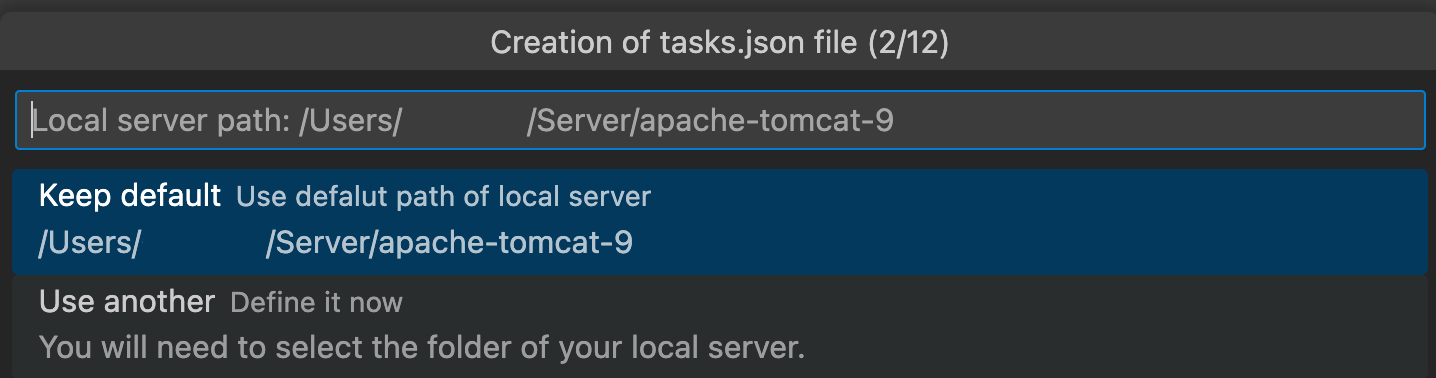 Creation of tasks.json file (2/12)
Local server path: /Users/ /Server/apache-tomcat-9
Keep default Use defalut path of local server
/Users/ /Server/apache-tomcat-9
Use another Define it now
You will need to select the folder of your local server.